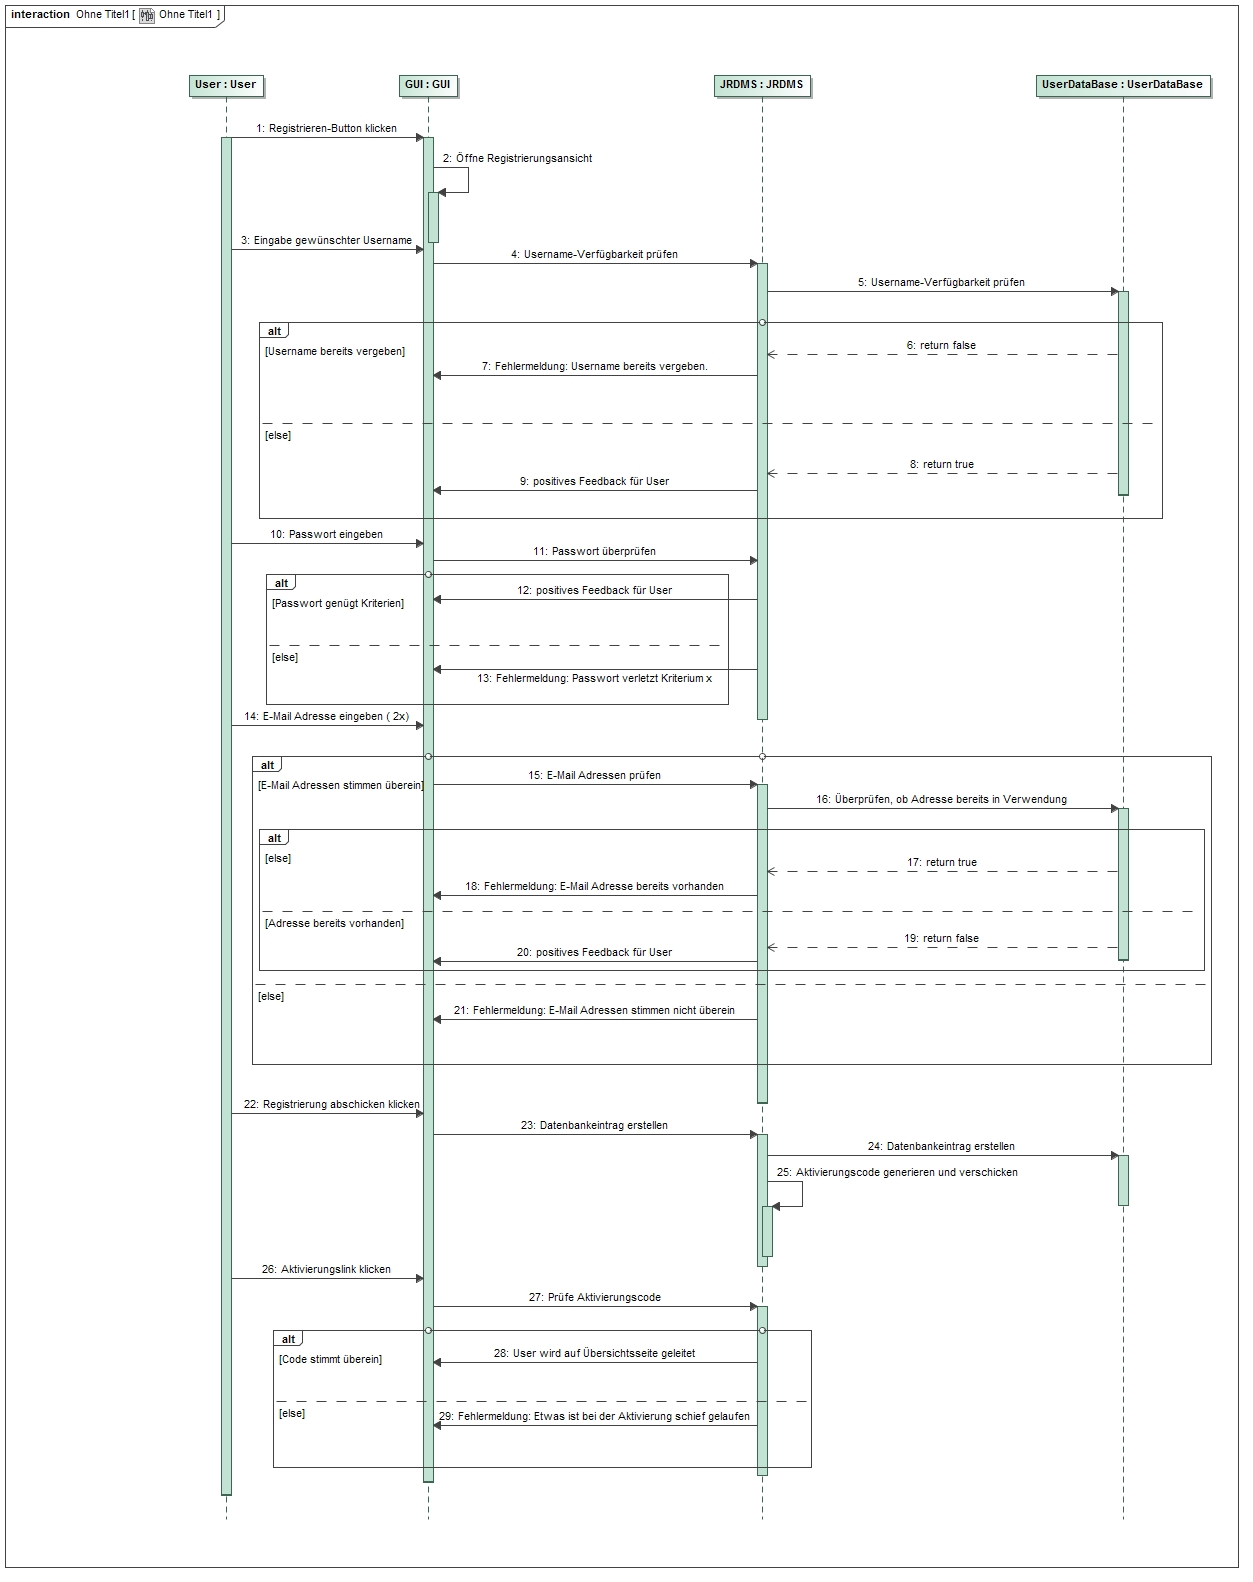 interaction Ohne Titel1 [ Ohne Titel1 ]
User : User
GUI : GUI
JRDMS : JRDMS
UserDataBase : UserDataBase
1: Registrieren-Button klicken
2: Öffne Registrierungsansicht
3: Eingabe gewünschter Username
4: Username-Verfügbarkeit prüfen
5: Username-Verfügbarkeit prüfen
alt
[Username bereits vergeben]
6: return false
7: Fehlermeldung: Username bereits vergeben.
[else]
8: return true
9: positives Feedback für User
10: Passwort eingeben
11: Passwort überprüfen
alt
12: positives Feedback für User
[Passwort genügt Kriterien]
[else]
13: Fehlermeldung: Passwort verletzt Kriterium x
14: E-Mail Adresse eingeben ( 2x)
alt
15: E-Mail Adressen prüfen
[E-Mail Adressen stimmen überein]
16: Überprüfen, ob Adresse bereits in Verwendung
alt
[else]
17: return true
18: Fehlermeldung: E-Mail Adresse bereits vorhanden
[Adresse bereits vorhanden]
19: return false
20: positives Feedback für User
[else]
21: Fehlermeldung: E-Mail Adressen stimmen nicht überein
22: Registrierung abschicken klicken
23: Datenbankeintrag erstellen
24: Datenbankeintrag erstellen
25: Aktivierungscode generieren und verschicken
26: Aktivierungslink klicken
27: Prüfe Aktivierungscode
alt
28: User wird auf Übersichtsseite geleitet
[Code stimmt überein]
[else]
29: Fehlermeldung: Etwas ist bei der Aktivierung schief gelaufen